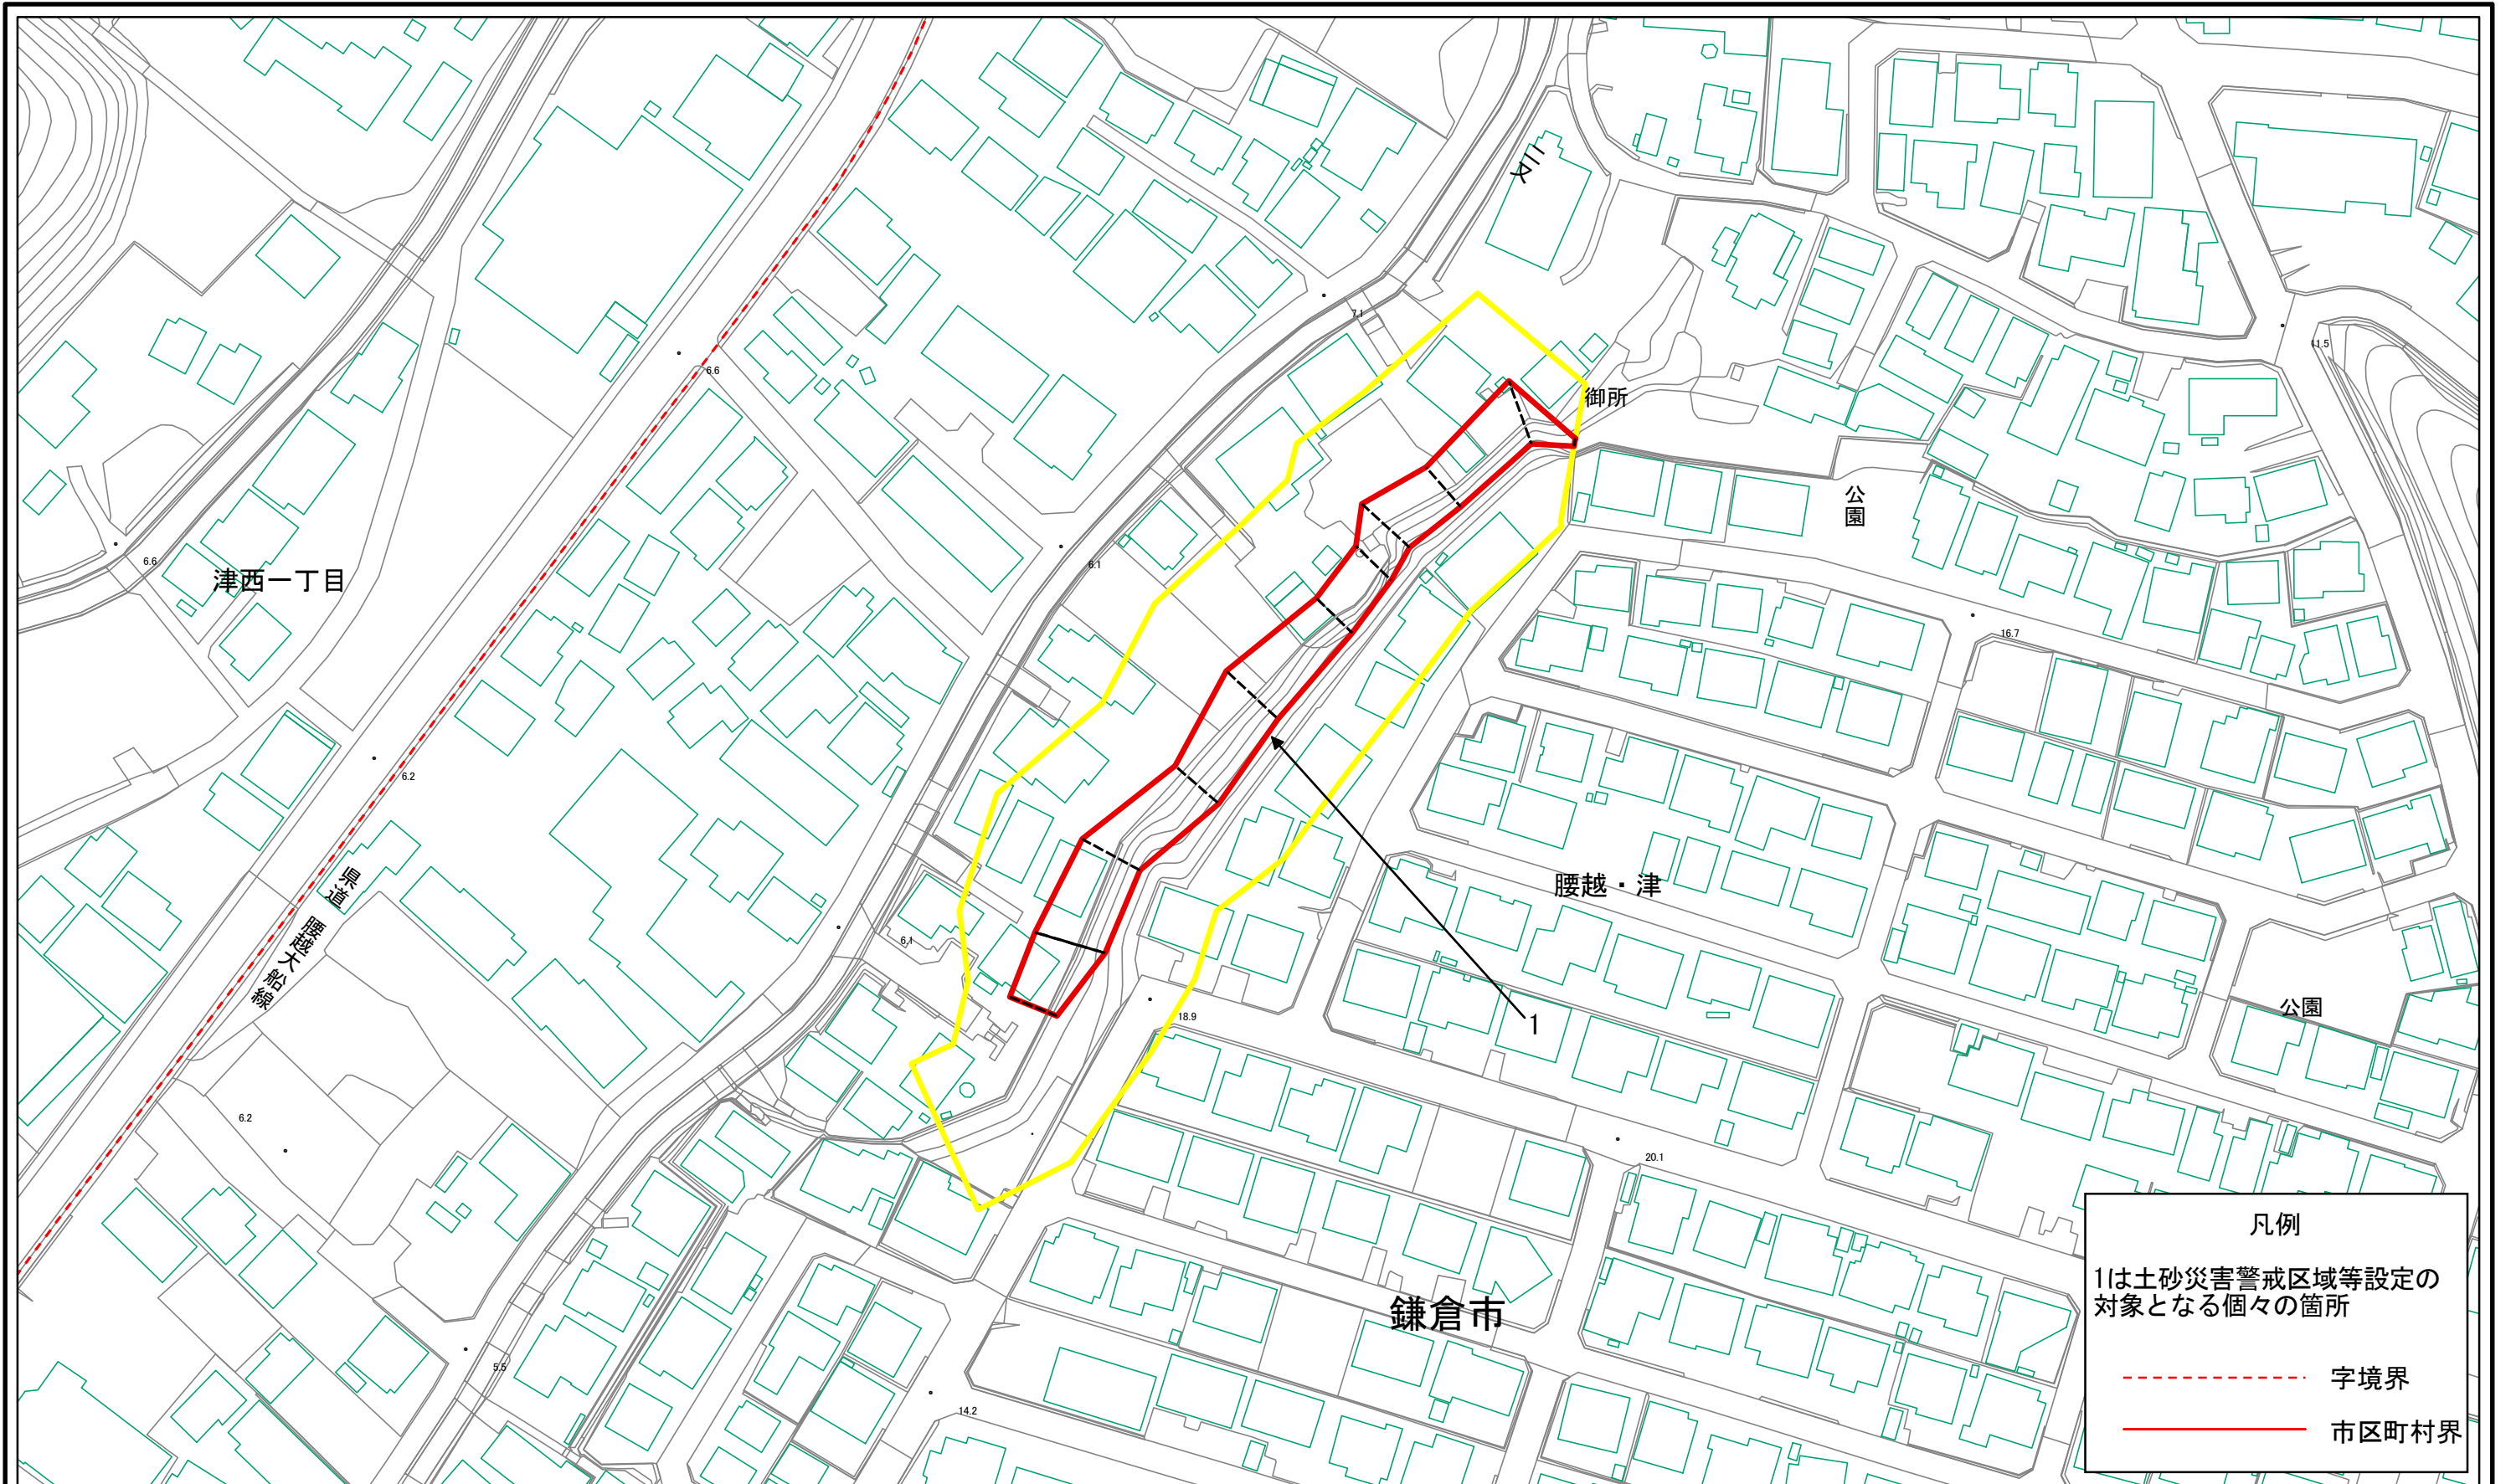 二又
7.1
御所
11.5
6.6
公園
6.1
6.6
津西一丁目
16.7
6.2
県道 腰越大船線
腰越・津
6.1
18.9
1
公園
6.2
20.1
鎌倉市
5.5
14.2
凡例
1は土砂災害警戒区域等設定の
対象となる個々の箇所
字境界
市区町村界